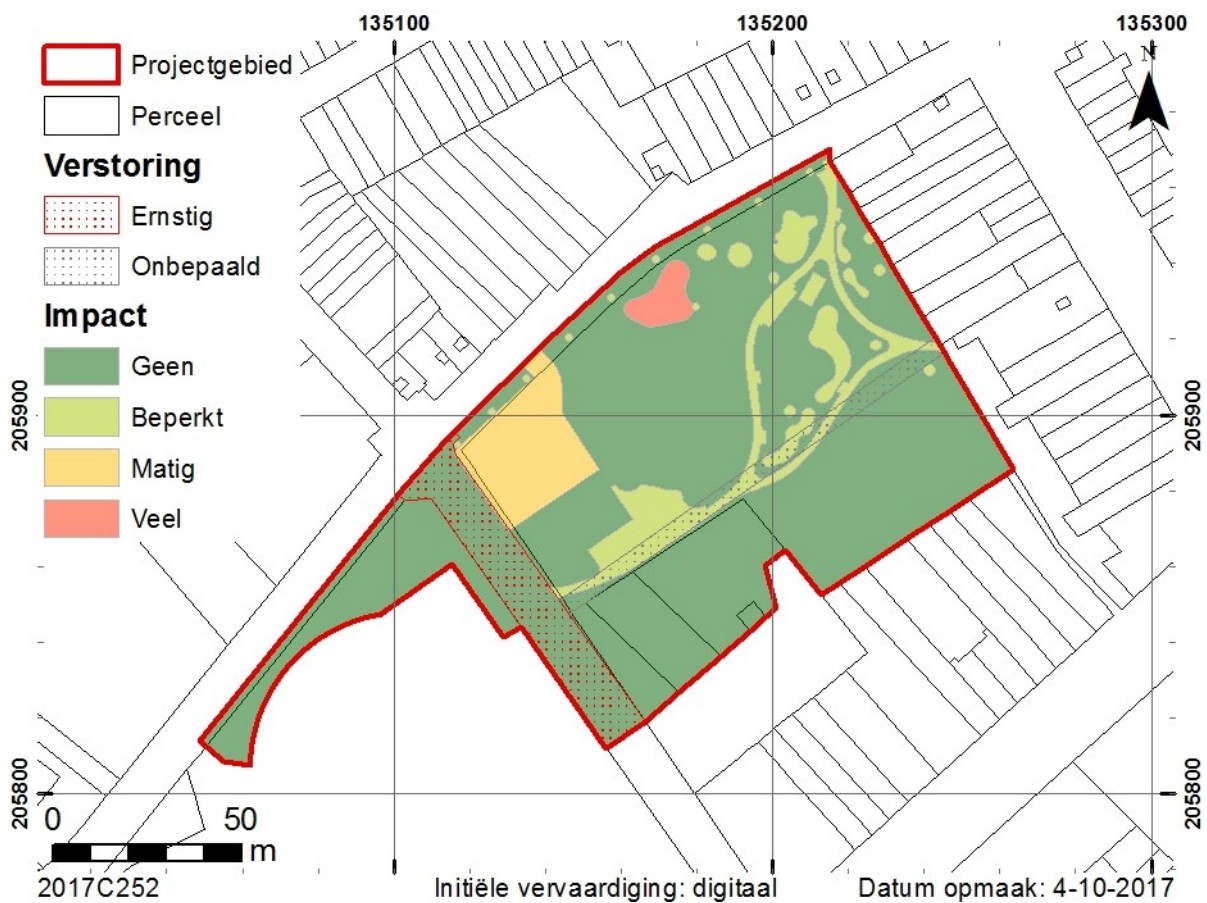 135100
135200
135300
Projectgebied
Perceel
Verstoring
Ernstig
Onbepaald
Impact
Geen
Beperkt
Matig
Veel
N
205900
205900
205800
205800
0 50
m
2017C252
Initiële vervaardiging: digitaal
Datum opmaak: 4-10-2017